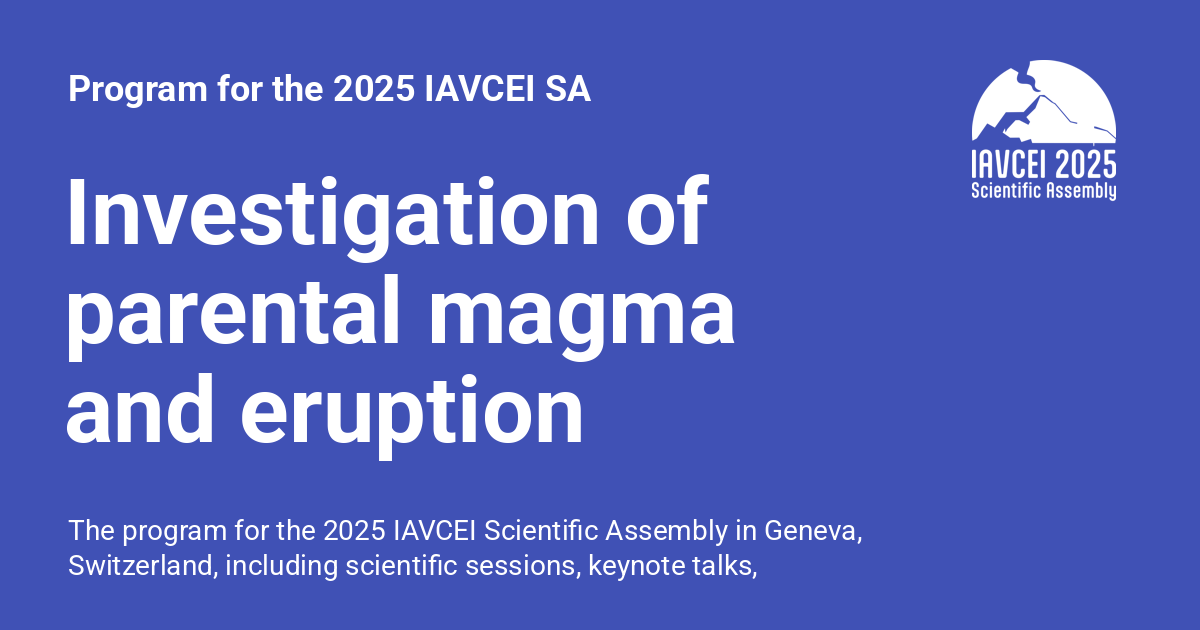 Program for the 2025 IAVCEI SA
IAVCEI 2025
Scientific Assembly
Investigation of
parental magma
and eruption
The program for the 2025 IAVCEI Scientific Assembly in Geneva,
Switzerland, including scientific sessions, keynote talks,